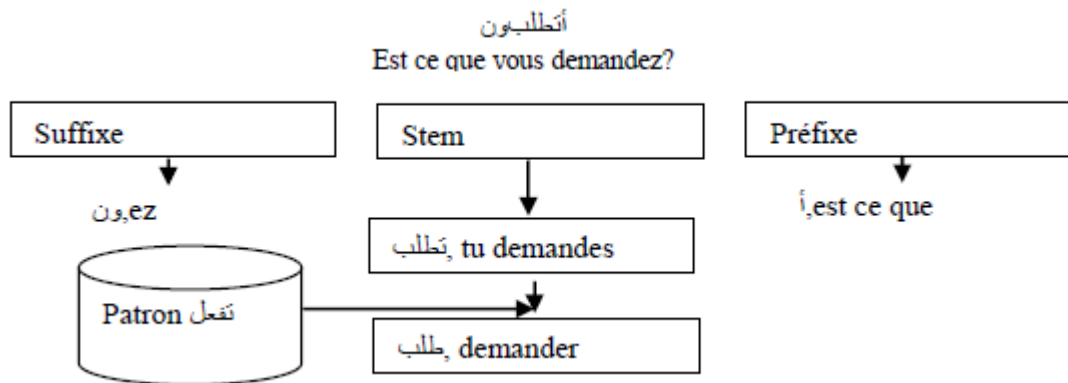 أتطلبون
Est ce que vous demandez?
Suffixe
Stem
Préfixe
ون,ez
أ,est ce que
تطلب, tu demandes
Patron تفعل
طلب, demander